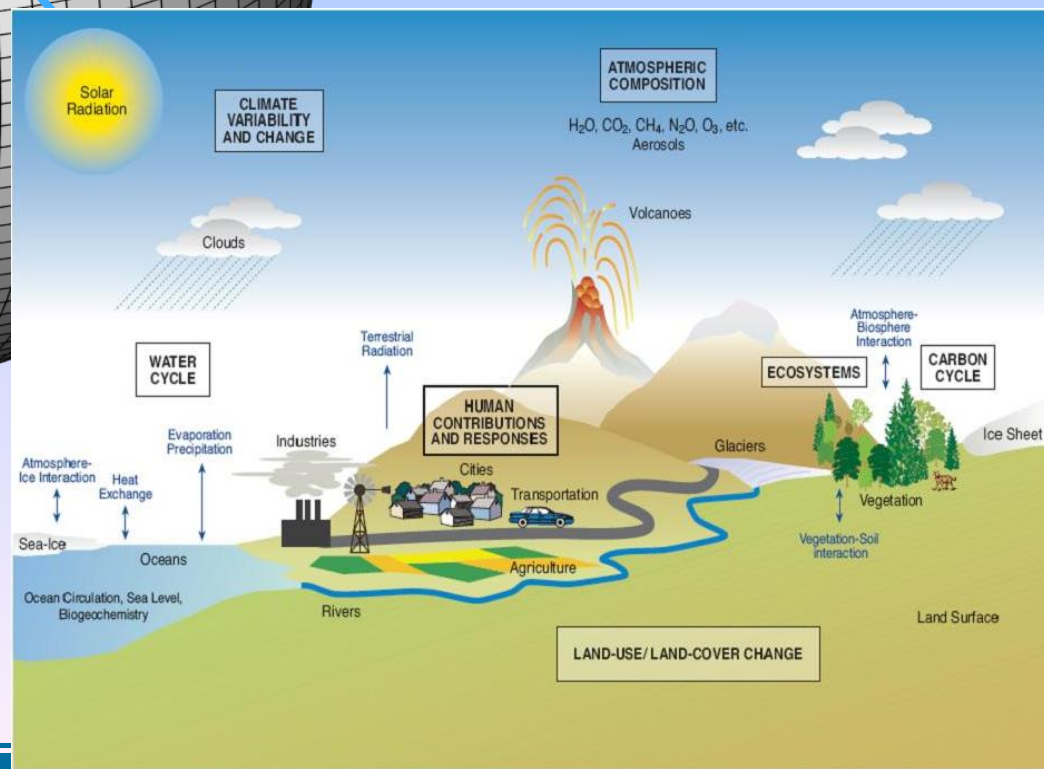 Solar
Radiation
CLIMATE
VARIABILITY
AND CHANGE
ATMOSPHERIC
COMPOSITION
H₂O, CO₂, CH₄, N₂O, O₃, etc.
Aerosols
Clouds
Volcanoes
WATER
CYCLE
Terrestrial
Radiation
Atmosphere-
Biosphere
Interaction
ECOSYSTEMS
CARBON
CYCLE
HUMAN
CONTRIBUTIONS
AND RESPONSES
Atmosphere-
Ice Interaction
Heat
Exchange
Evaporation
Precipitation
Industries
Cities
Transportation
Glaciers
Ice Sheet
Vegetation
Sea-Ice
Oceans
Agriculture
Vegetation-Soil
interaction
Ocean Circulation, Sea Level,
Biogeochemistry
Rivers
Land Surface
LAND-USE/ LAND-COVER CHANGE